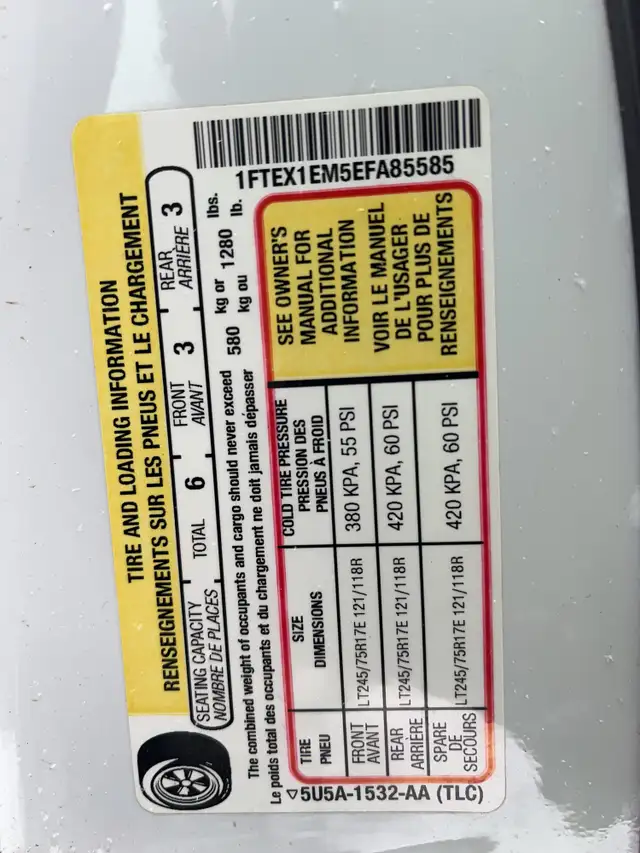 1FTEX1EM5EFA85585
TIRE AND LOADING INFORMATION
RENSEIGNEMENTS SUR LES PNEUS ET LE CHARGEMENT
SEATING CAPACITY
NOMBRE DE PLACES
TOTAL 6
FRONT
AVANT 3
REAR
ARRIÈRE 3
The combined weight of occupants and cargo should never exceed 580 kg or 1280 lbs.
Le poids total des occupants et du chargement ne doit jamais dépasser kg ou lb.
TIRE
PNEU
SIZE
DIMENSIONS
COLD TIRE PRESSURE
PRESSION DES
PNEUS À FROID
FRONT
AVANT
LT245/75R17E 121/118R
380 KPA, 55 PSI
REAR
ARRIÈRE
LT245/75R17E 121/118R
420 KPA, 60 PSI
SPARE
DE
SECOURS
LT245/75R17E 121/118R
420 KPA, 60 PSI
SEE OWNER'S
MANUAL FOR
ADDITIONAL
INFORMATION
VOIR LE MANUEL
DE L'USAGER
POUR PLUS DE
RENSEIGNEMENTS
5U5A-1532-AA (TLC)